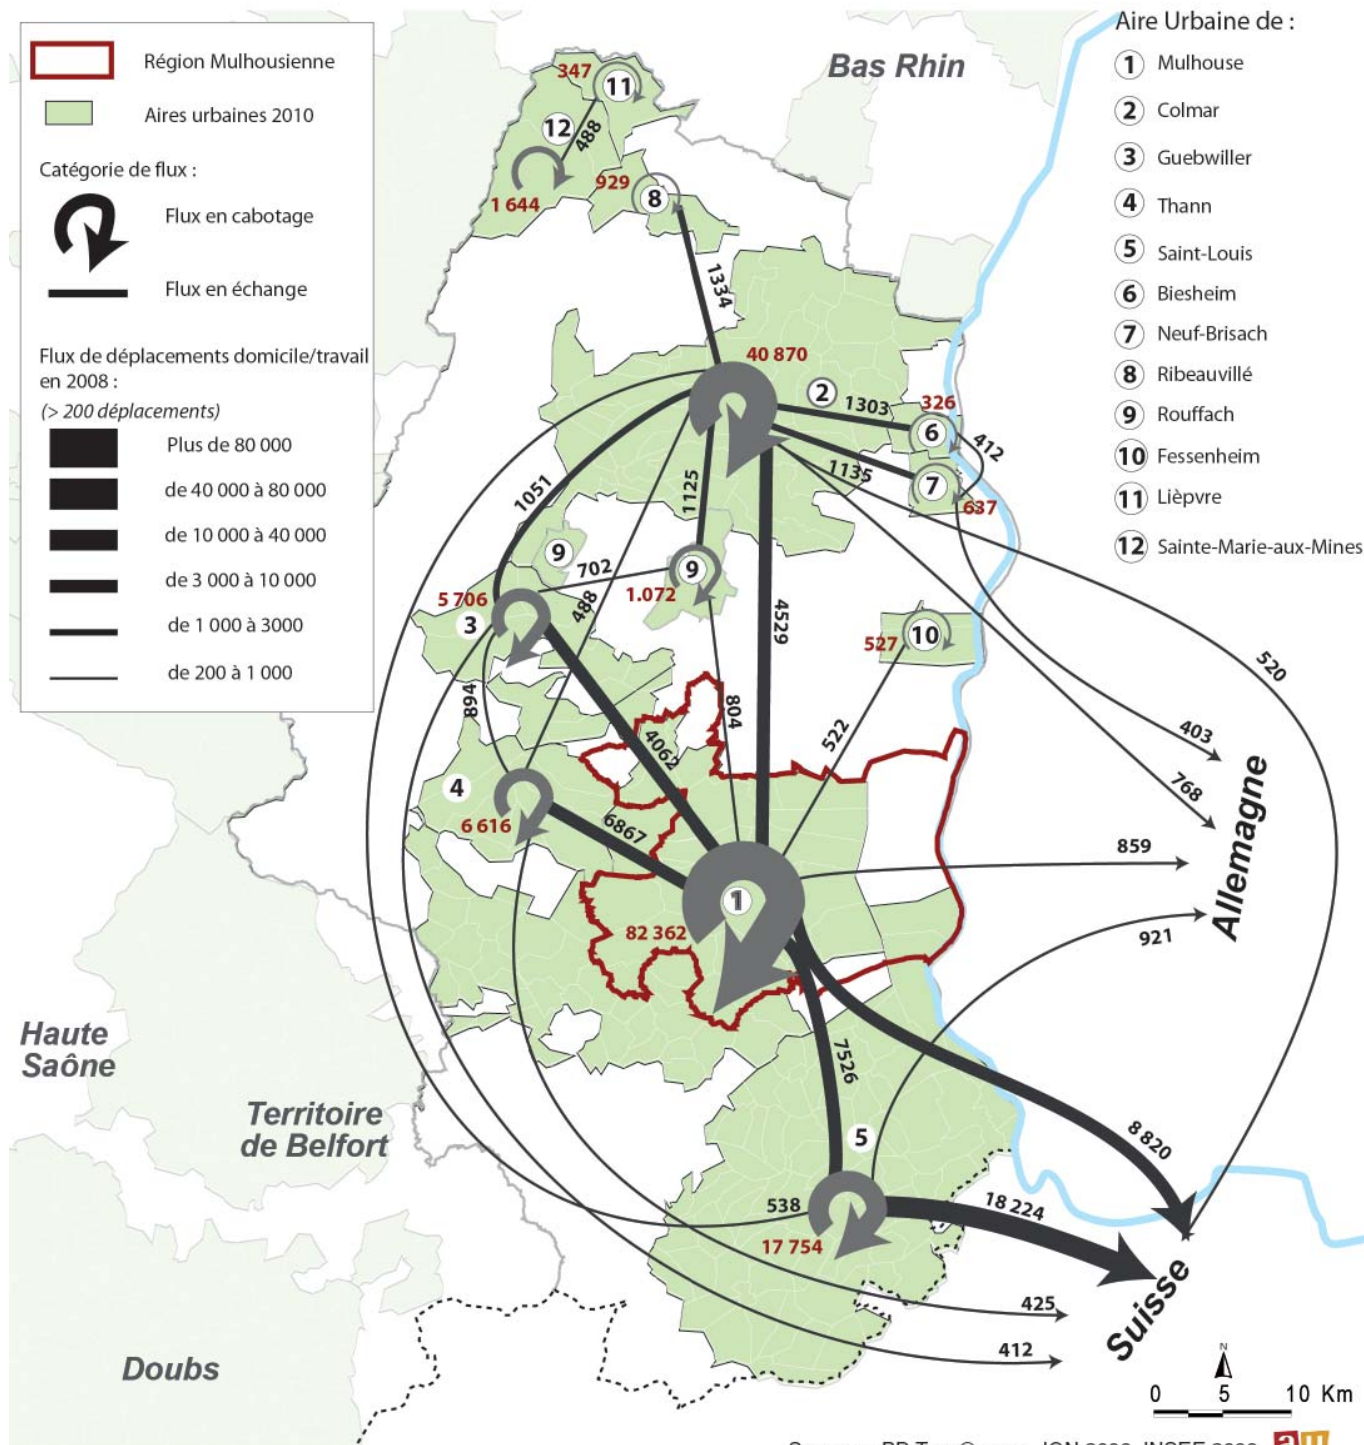 Région Mulhousienne
Aires urbaines 2010
Catégorie de flux :
Flux en cabotage
Flux en échange
Flux de déplacements domicile/travail
en 2008 :
(> 200 déplacements)
Plus de 80 000
de 40 000 à 80 000
de 10 000 à 40 000
de 3 000 à 10 000
de 1 000 à 3000
de 200 à 1 000
Aire Urbaine de :
1 Mulhouse
2 Colmar
3 Guebwiller
4 Thann
5 Saint-Louis
6 Biesheim
7 Neuf-Brisach
8 Ribeauvillé
9 Rouffach
10 Fessenheim
11 Lièpvre
12 Sainte-Marie-aux-Mines
Bas Rhin
347
11
12
488
929
8
1 644
1334
40 870
2
1303
326
6
412
1135
7
637
1051
1125
9
702
9
1.072
5 706
3
488
4529
10
527
520
894
804
522
403
4062
768
4
6 616
6867
859
Allemagne
1
82 362
921
Haute
Saône
7526
Territoire
de Belfort
5
8 820
538
18 224
17 754
Suisse
425
412
Doubs
N
0 5 10 Km